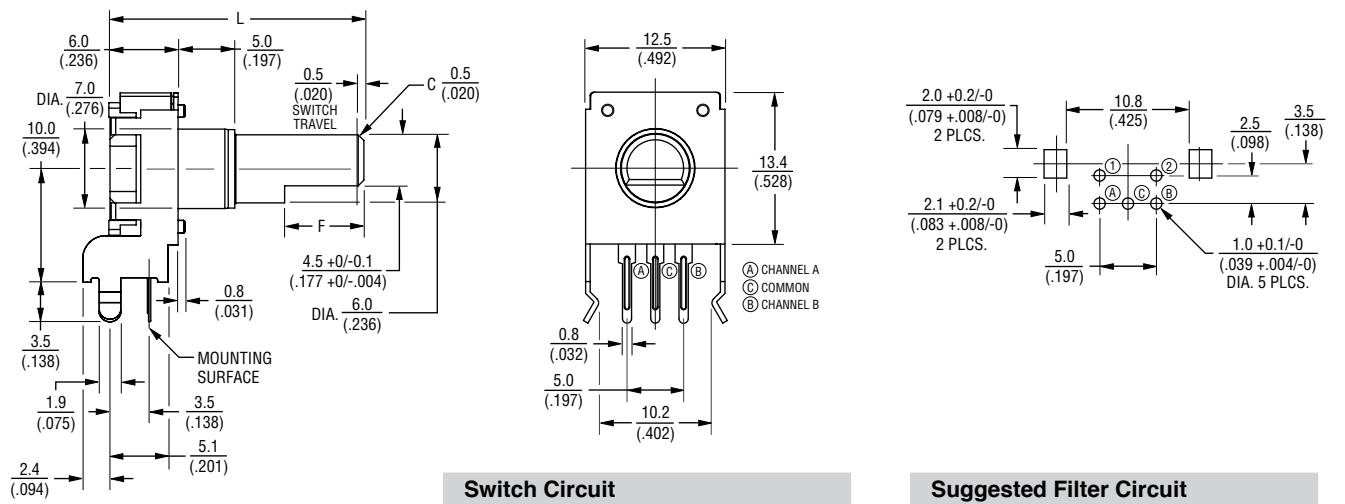 L
6.0
(.236)
5.0
(.197)
0.5
(.020)
SWITCH
TRAVEL
C 0.5
(.020)
DIA. 7.0
(.276)
10.0
(.394)
F
4.5 +0/-0.1
(.177 +0/-.004)
DIA. 6.0
(.236)
0.8
(.031)
3.5
(.138)
MOUNTING
SURFACE
1.9
(.075)
3.5
(.138)
5.1
(.201)
2.4
(.094)
12.5
(.492)
13.4
(.528)
A C B
A CHANNEL A
C COMMON
B CHANNEL B
0.8
(.032)
5.0
(.197)
10.2
(.402)
2.0 +0.2/-0
(.079 +.008/-0)
2 PLCS.
10.8
(.425)
2.5
(.098)
3.5
(.138)
1 2
A C B
2.1 +0.2/-0
(.083 +.008/-0)
2 PLCS.
5.0
(.197)
1.0 +0.1/-0
(.039 +.004/-0)
DIA. 5 PLCS.
Switch Circuit
Suggested Filter Circuit